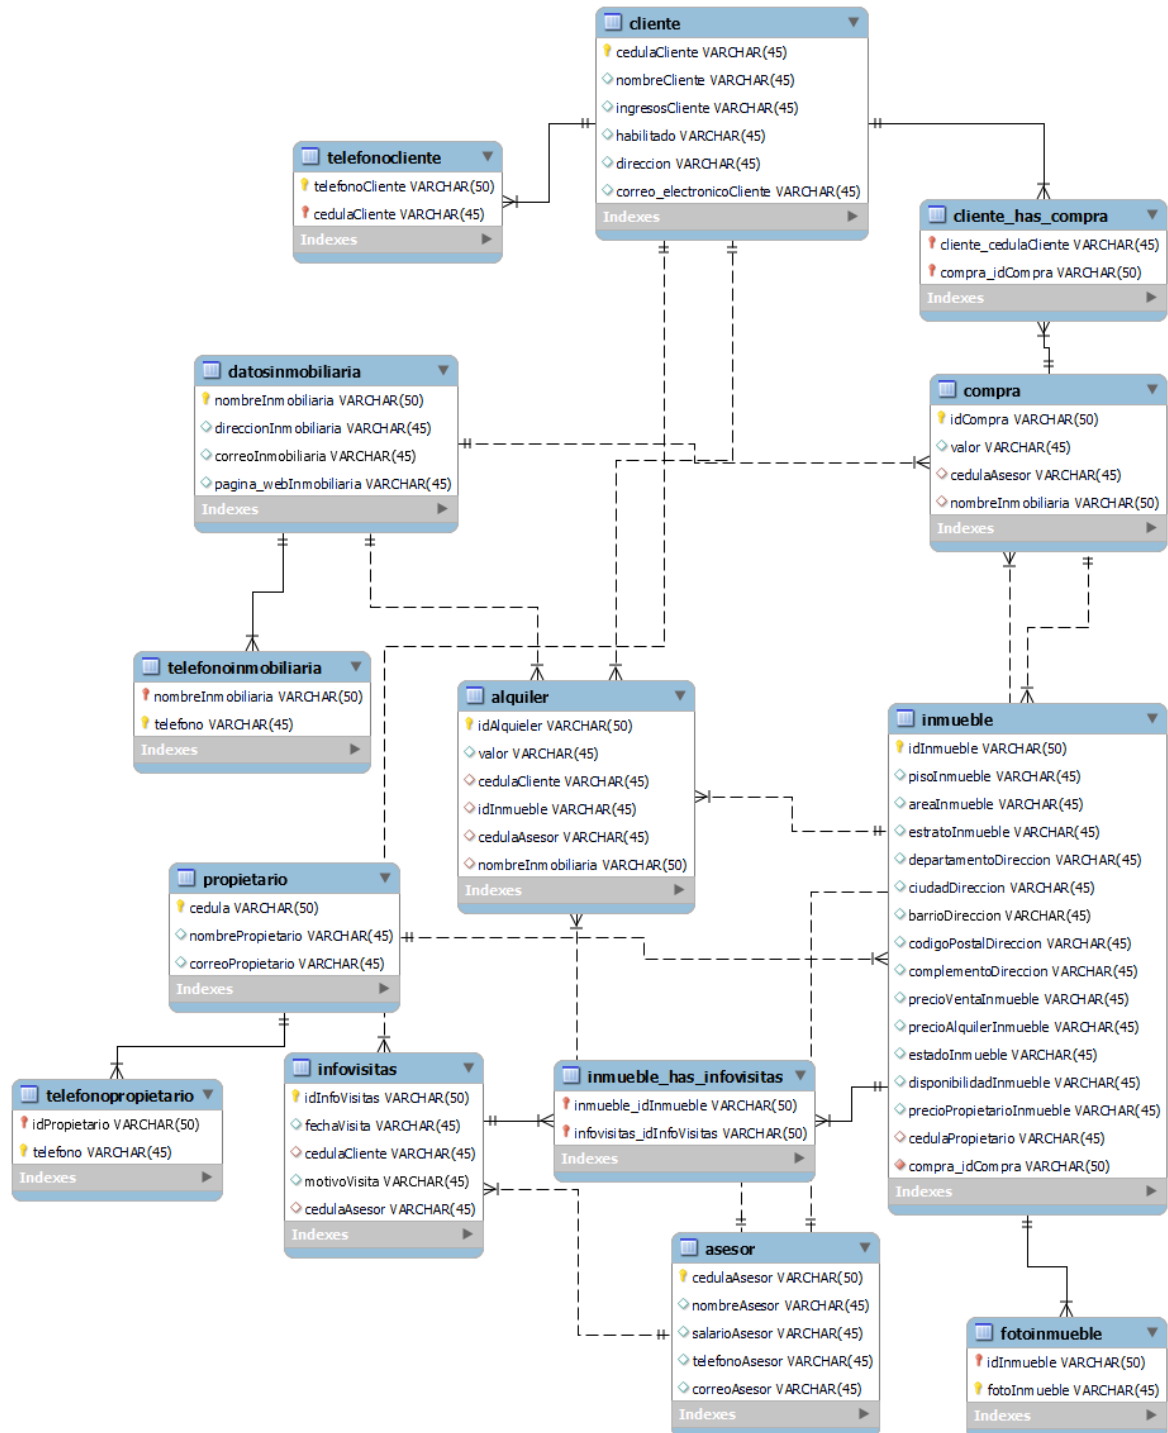 cliente
cedulaCliente VARCHAR(45)
nombreCliente VARCHAR(45)
ingresosCliente VARCHAR(45)
habilitado VARCHAR(45)
direccion VARCHAR(45)
correo_electronicoCliente VARCHAR(45)
Indexes
telefonocliente
telefonoCliente VARCHAR(50)
cedulaCliente VARCHAR(45)
Indexes
cliente_has_compra
cliente_cedulaCliente VARCHAR(45)
compra_idCompra VARCHAR(50)
Indexes
datosinmobiliaria
nombreInmobiliaria VARCHAR(50)
direccionInmobiliaria VARCHAR(45)
correoInmobiliaria VARCHAR(45)
pagina_webInmobiliaria VARCHAR(45)
Indexes
compra
idCompra VARCHAR(50)
valor VARCHAR(45)
cedulaAsesor VARCHAR(45)
nombreInmobiliaria VARCHAR(50)
Indexes
telefonoinmobiliaria
nombreInmobiliaria VARCHAR(50)
telefono VARCHAR(45)
Indexes
alquiler
idAlquieler VARCHAR(50)
valor VARCHAR(45)
cedulaCliente VARCHAR(45)
idInmueble VARCHAR(45)
cedulaAsesor VARCHAR(45)
nombreInmobiliaria VARCHAR(50)
Indexes
inmueble
idInmueble VARCHAR(50)
pisoInmueble VARCHAR(45)
areaInmueble VARCHAR(45)
estratoInmueble VARCHAR(45)
departamentoDireccion VARCHAR(45)
ciudadDireccion VARCHAR(45)
barrioDireccion VARCHAR(45)
codigoPostalDireccion VARCHAR(45)
complementoDireccion VARCHAR(45)
precioVentaInmueble VARCHAR(45)
precioAlquilerInmueble VARCHAR(45)
estadoInmueble VARCHAR(45)
disponibilidadInmueble VARCHAR(45)
precioPropietarioInmueble VARCHAR(45)
cedulaPropietario VARCHAR(45)
compra_idCompra VARCHAR(50)
Indexes
propietario
cedula VARCHAR(50)
nombrePropietario VARCHAR(45)
correoPropietario VARCHAR(45)
Indexes
telefonopropietario
idPropietario VARCHAR(50)
telefono VARCHAR(45)
Indexes
infovisitas
idInfoVisitas VARCHAR(50)
fechaVisita VARCHAR(45)
cedulaCliente VARCHAR(45)
motivoVisita VARCHAR(45)
cedulaAsesor VARCHAR(45)
Indexes
inmueble_has_infovisitas
inmueble_idInmueble VARCHAR(50)
infovisitas_idInfoVisitas VARCHAR(50)
Indexes
asesor
cedulaAsesor VARCHAR(50)
nombreAsesor VARCHAR(45)
salarioAsesor VARCHAR(45)
telefonoAsesor VARCHAR(45)
correoAsesor VARCHAR(45)
Indexes
fotoinmueble
idInmueble VARCHAR(50)
fotoInmueble VARCHAR(45)
Indexes